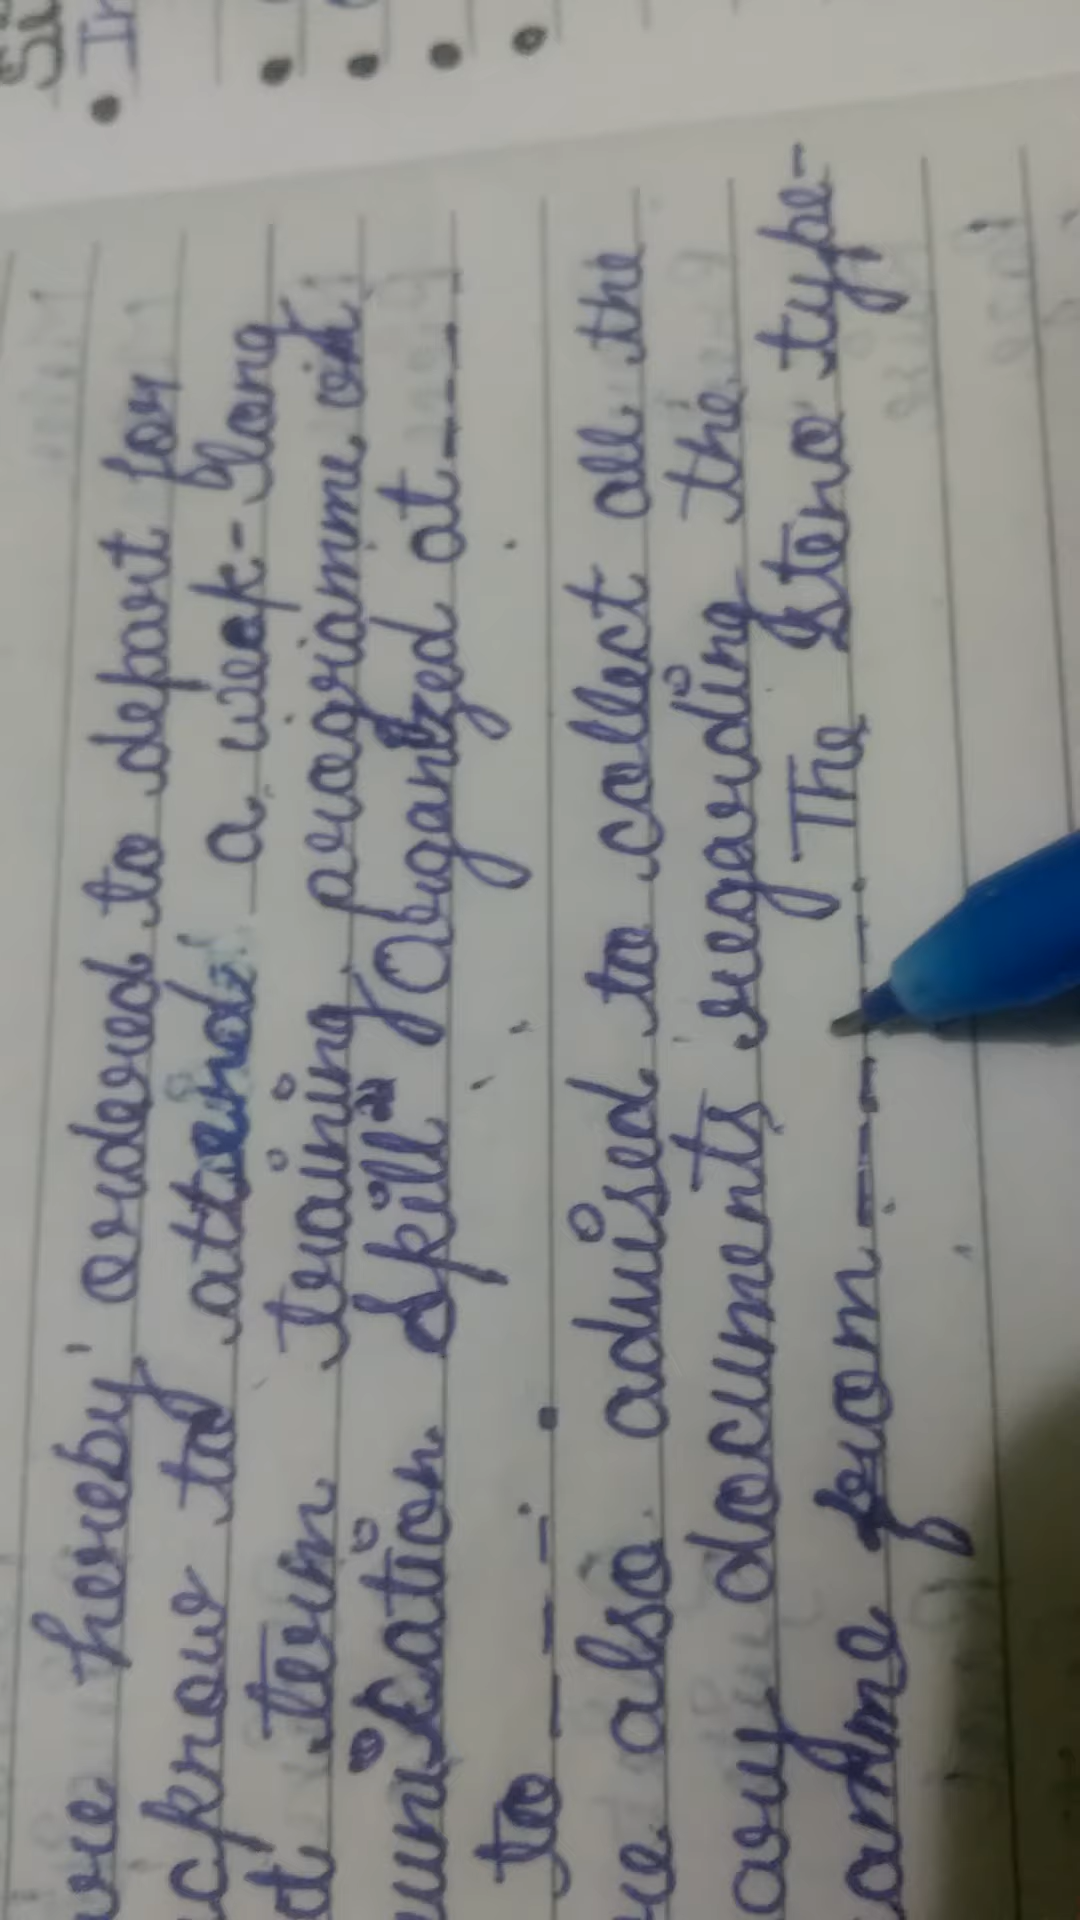 hereby ordered to depart for
to attend a week-long
term training programme on
Skill" Organized at ----
to ----.
also advised to collect all the
documents regarding the
from ------ The Steno type-